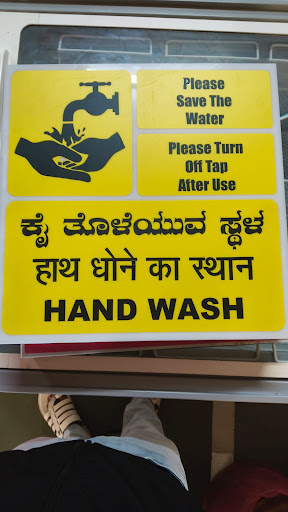 Please
Save The
Water
Please Turn
Off Tap
After Use
ಕೈ ತೊಳೆಯುವ ಸ್ಥಳ
हाथ धोने का स्थान
HAND WASH